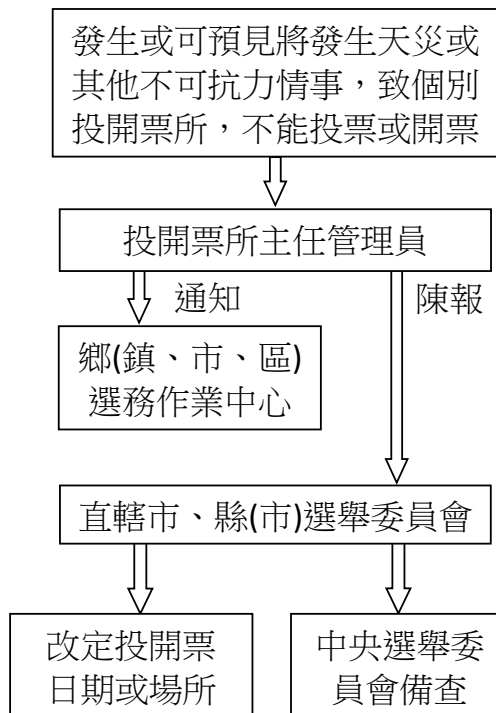 發生或可預見將發生天災或
其他不可抗力情事，致個別
投開票所，不能投票或開票
投開票所主任管理員
通知
陳報
鄉(鎮、市、區)
選務作業中心
直轄市、縣(市)選舉委員會
改定投開票
日期或場所
中央選舉委
員會備查